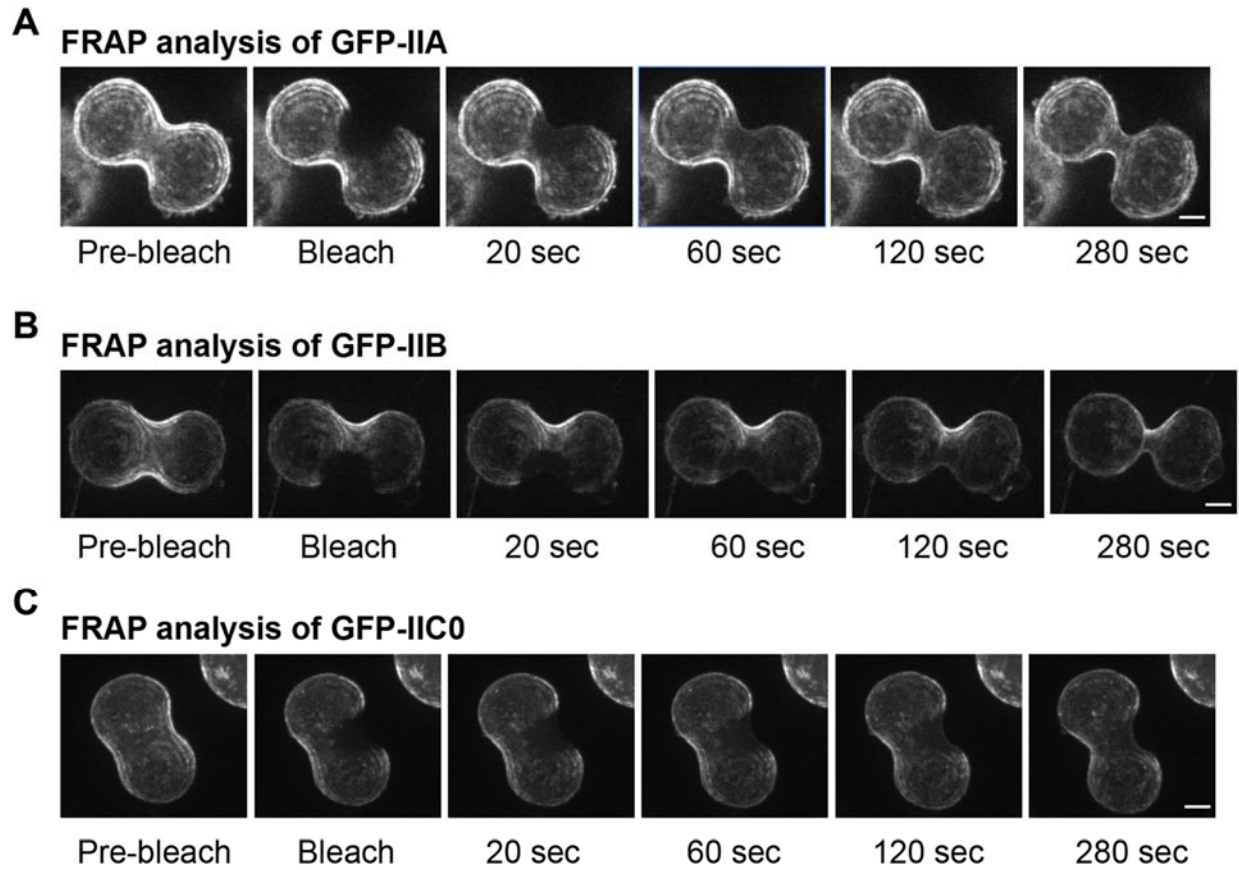 A
FRAP analysis of GFP-IIA
Pre-bleach Bleach 20 sec 60 sec 120 sec 280 sec
B
FRAP analysis of GFP-IIB
Pre-bleach Bleach 20 sec 60 sec 120 sec 280 sec
C
FRAP analysis of GFP-IIC0
Pre-bleach Bleach 20 sec 60 sec 120 sec 280 sec